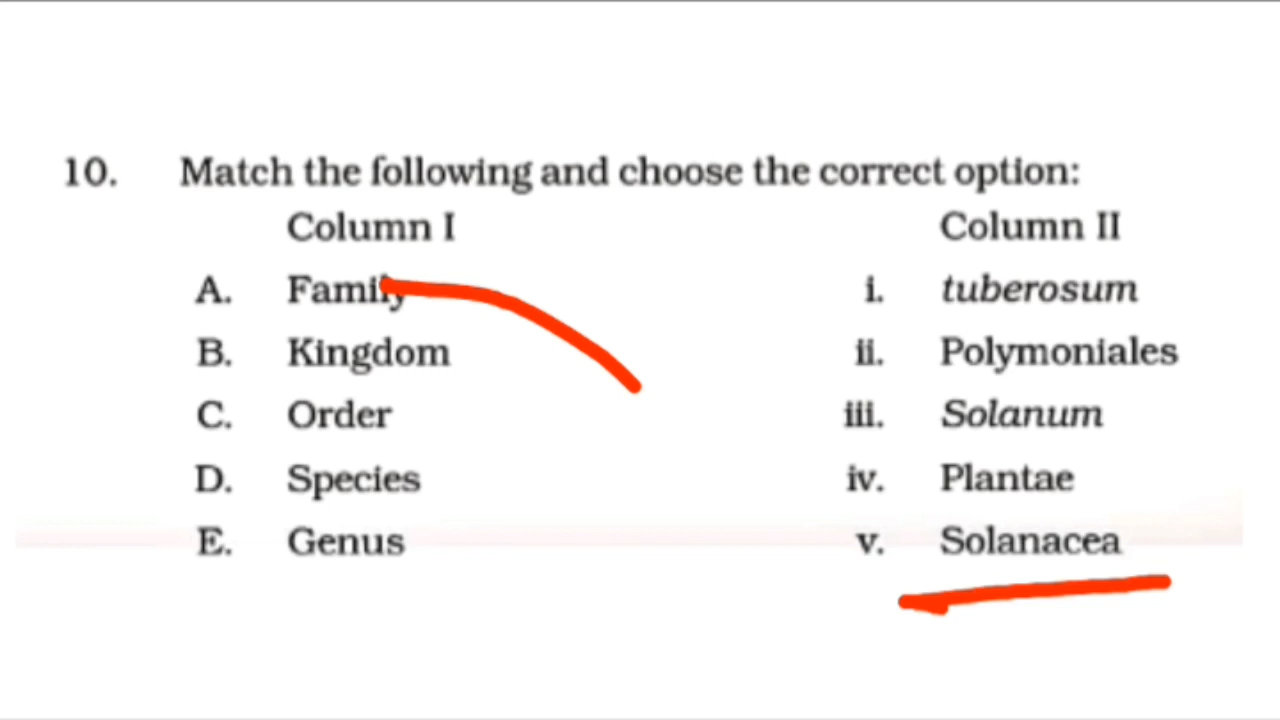 10. Match the following and choose the correct option:
Column I Column II
A. Family i. tuberosum
B. Kingdom ii. Polymoniales
C. Order iii. Solanum
D. Species iv. Plantae
E. Genus v. Solanacea